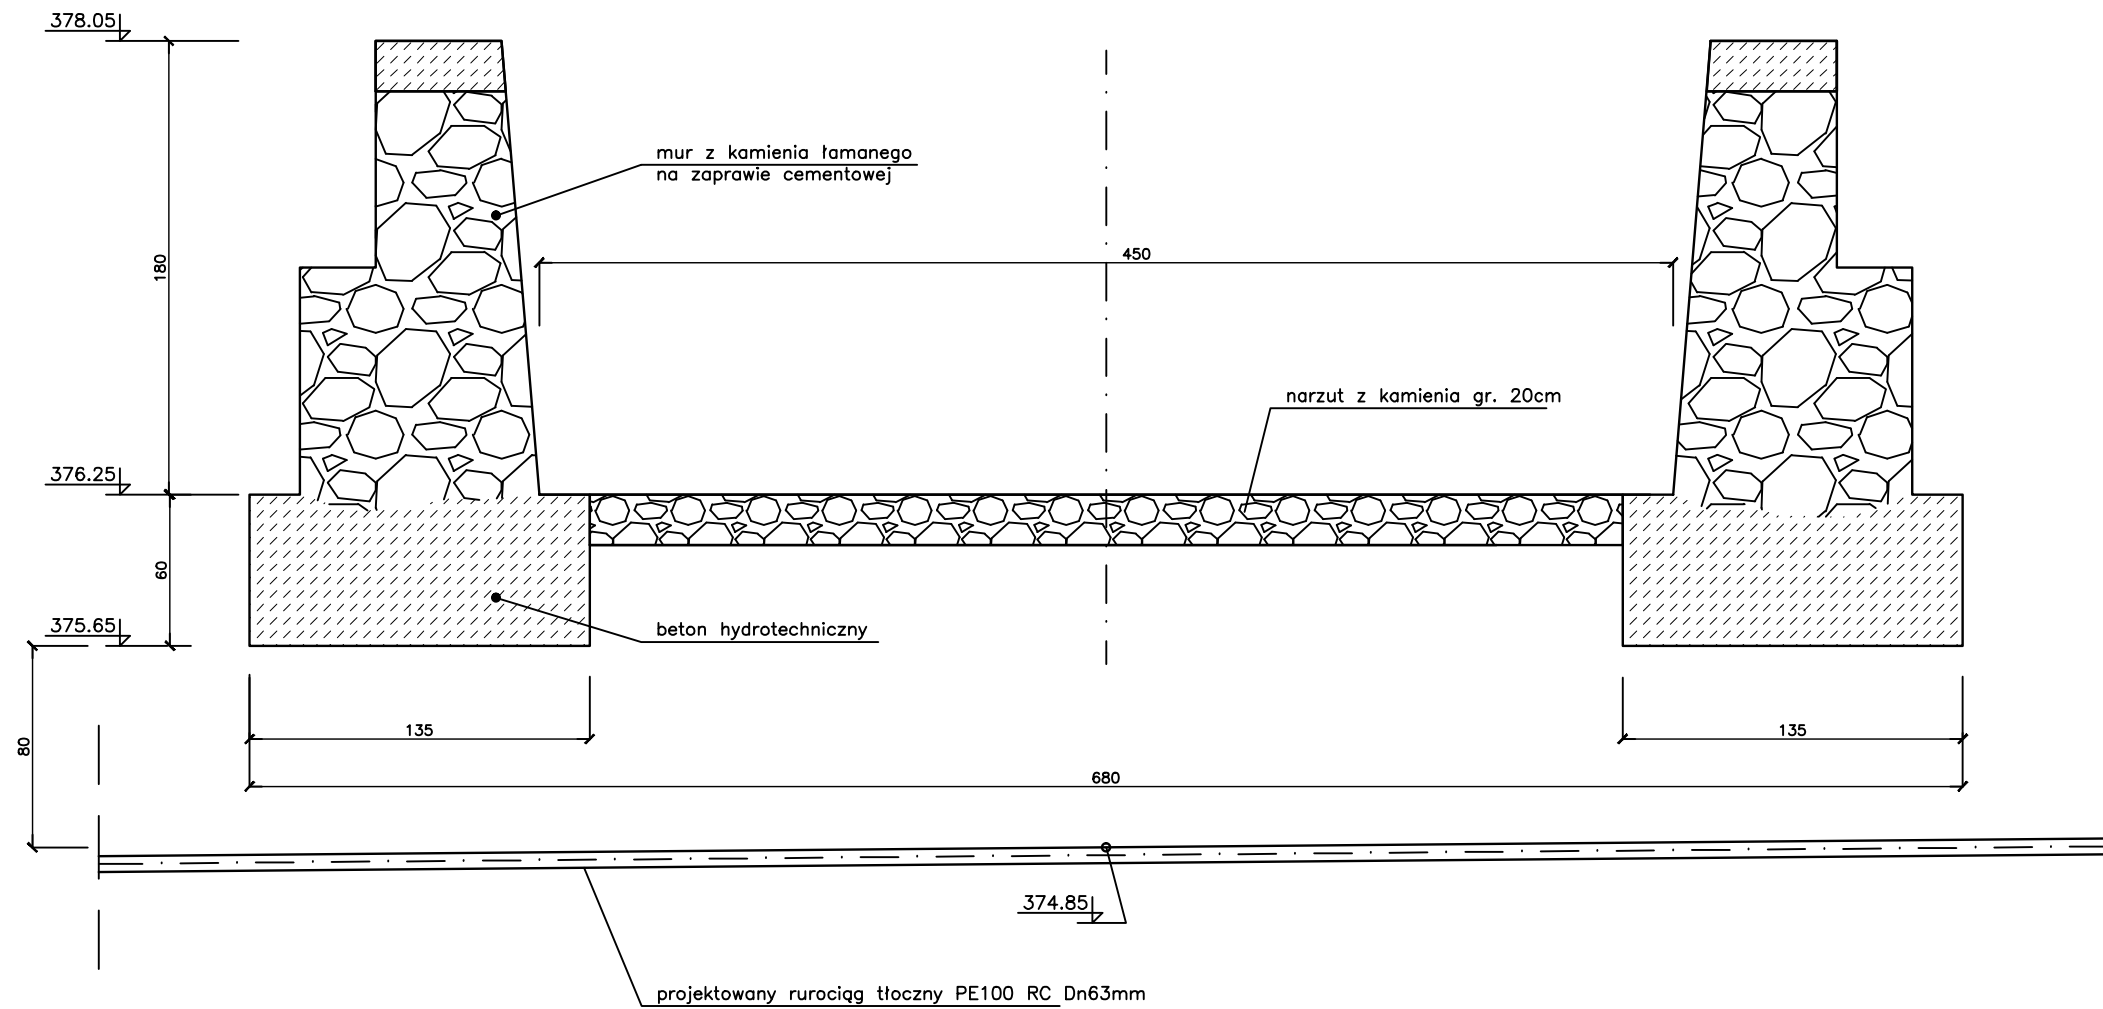 378.05
mur z kamienia łamanego
na zaprawie cementowej
180
450
narzut z kamienia gr. 20cm
376.25
60
375.65
beton hydrotechniczny
135
135
80
680
374.85
projektowany rurociąg tłoczny PE100 RC Dn63mm